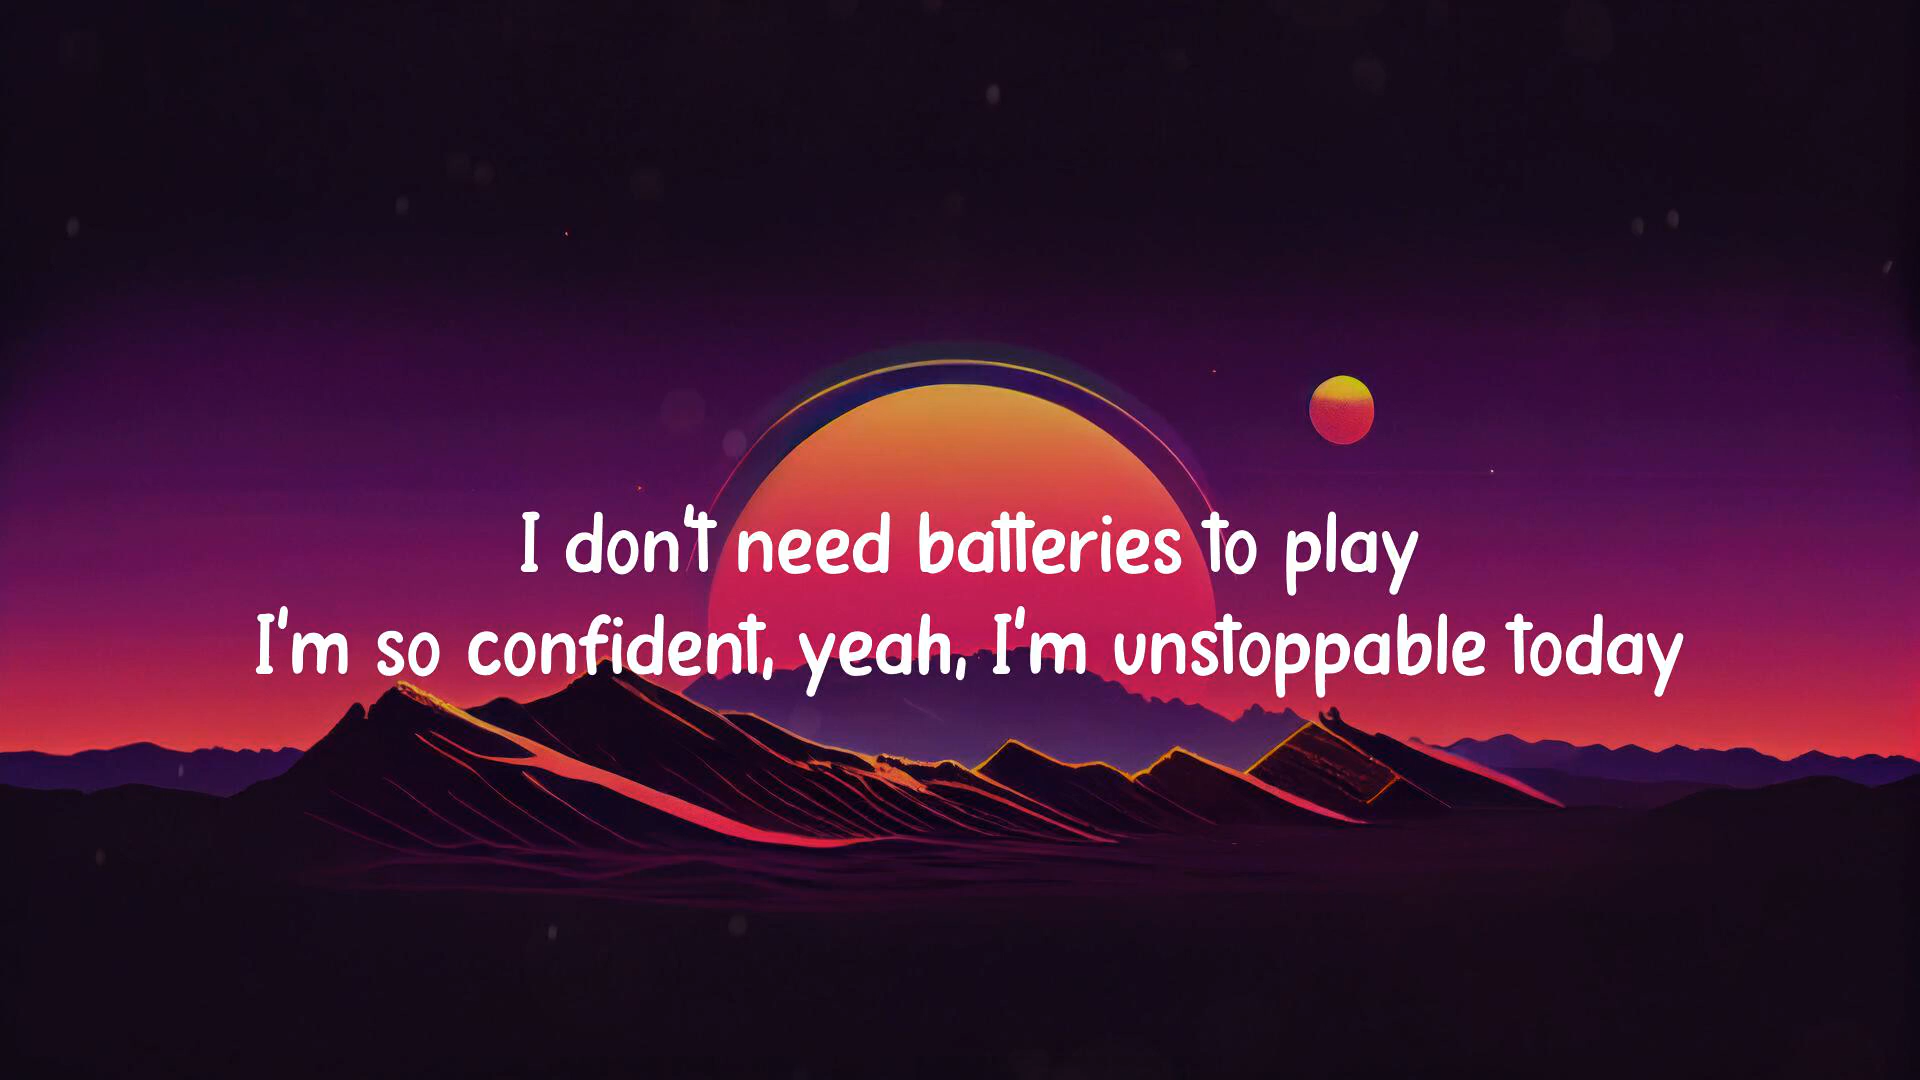 I don't need batteries to play
I'm so confident, yeah, I'm unstoppable today